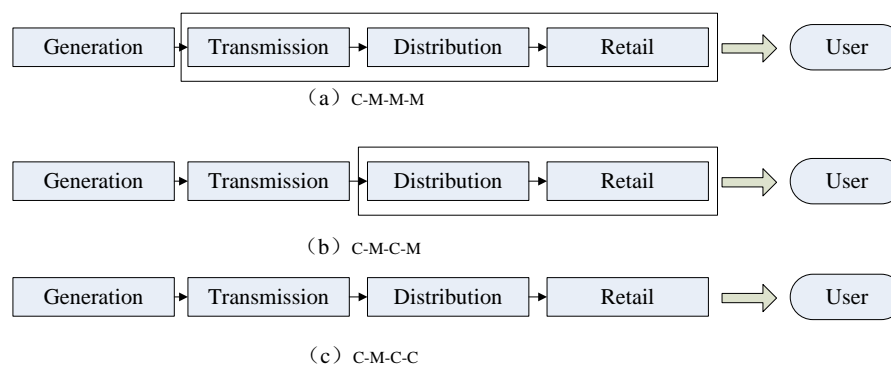 Generation Transmission Distribution Retail User
（a）C-M-M-M
Generation Transmission Distribution Retail User
（b）C-M-C-M
Generation Transmission Distribution Retail User
（c）C-M-C-C